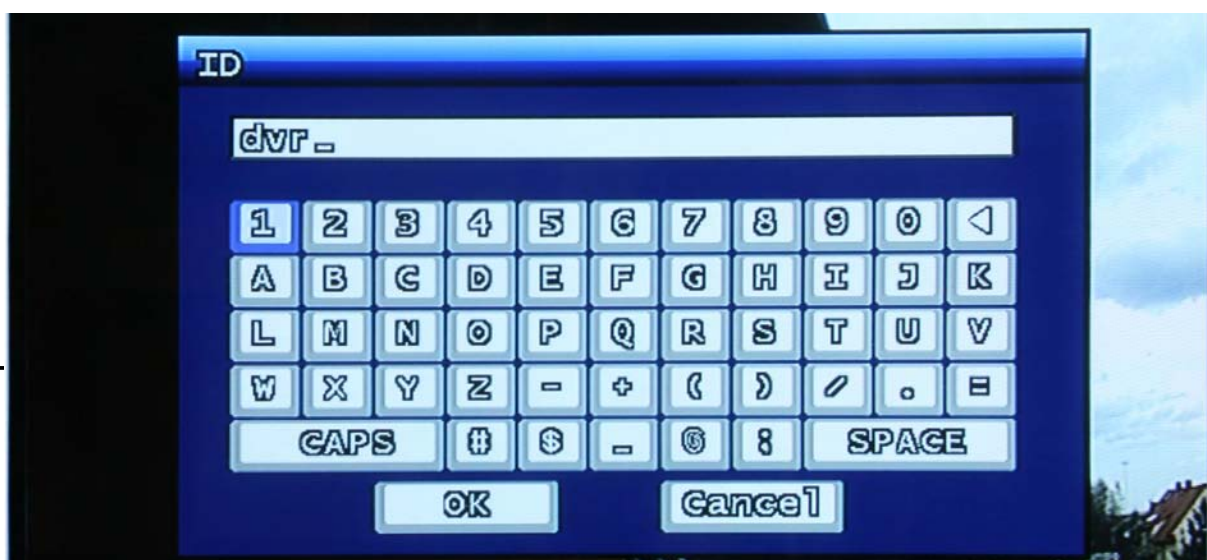 ID
dvr_
1 2 3 4 5 6 7 8 9 0 ◁
A B C D E F G H I J K
L M N O P Q R S T U V
W X Y Z - + ( ) / . =
CAPS # $ _ @ : SPACE
OK Cancel